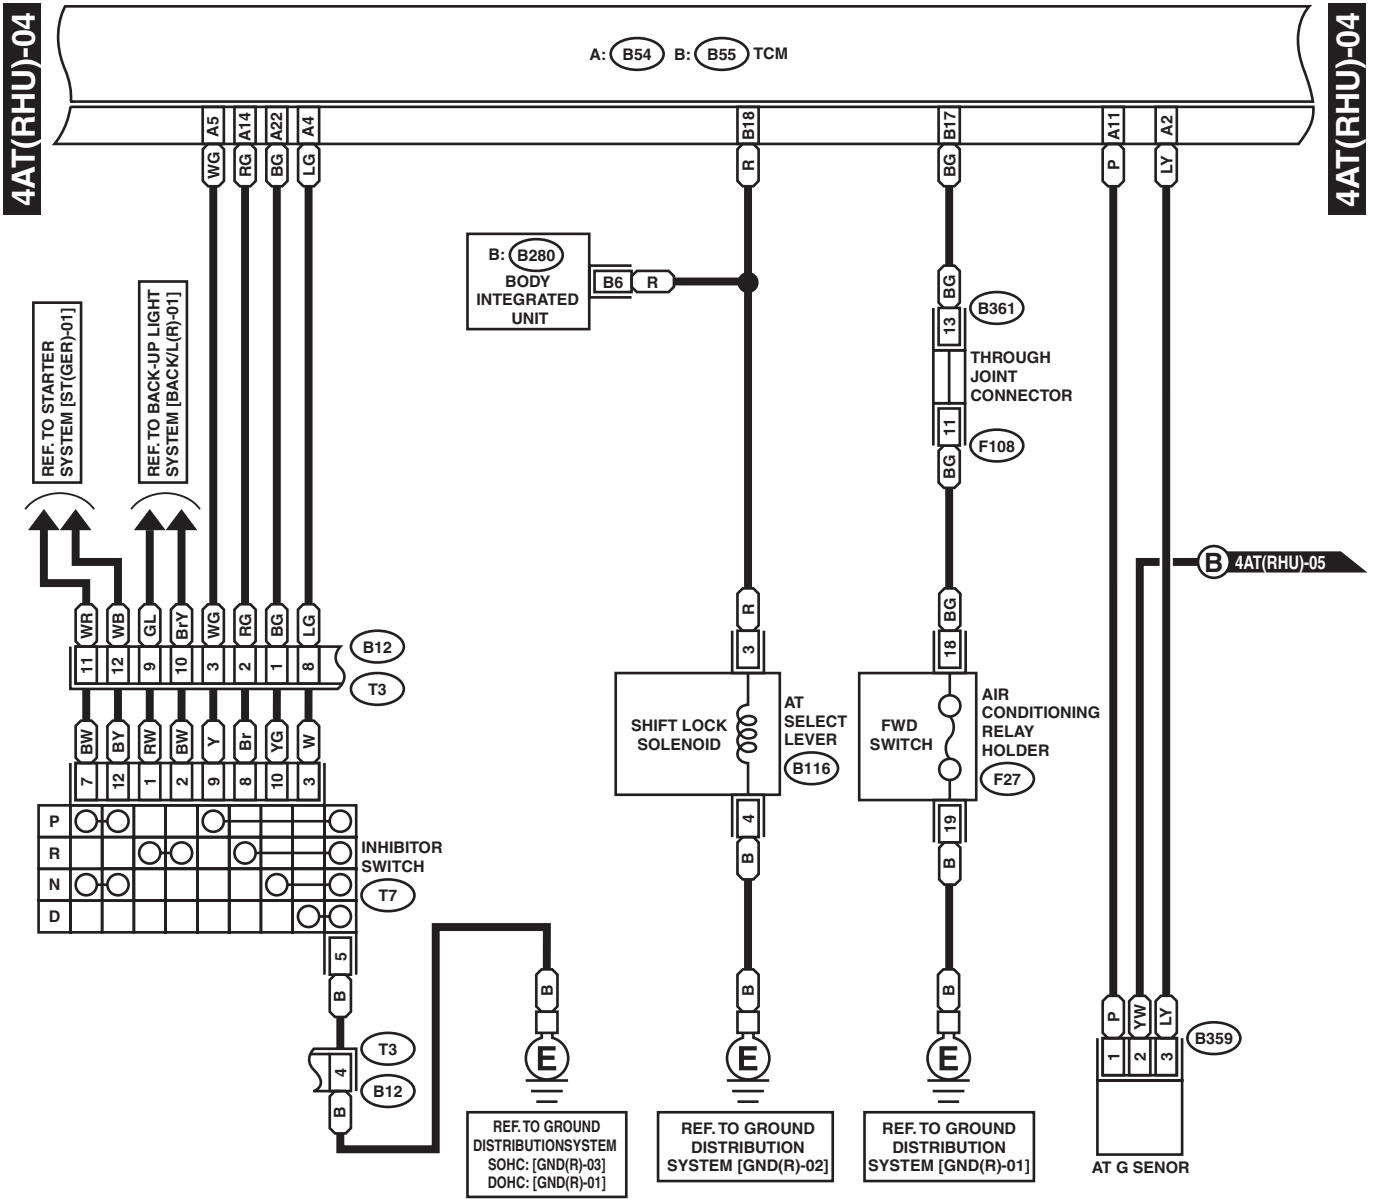 4AT(RHU)-04
4AT(RHU)-04
A: B54 B: B55 TCM
A5 A14 A22 A4 B18 B17 A11 A2
WG RG BG LG R BG P LY
B: B280
BODY
INTEGRATED
UNIT
B6 R
BG
13
B361
THROUGH
JOINT
CONNECTOR
11
F108
BG
REF. TO STARTER
SYSTEM [ST(GER)-01]
REF. TO BACK-UP LIGHT
SYSTEM [BACK/L(R)-01]
B 4AT(RHU)-05
WR WB GL BrY WG RG BG LG
11 12 9 10 3 2 1 8
B12
T3
BW BY RW BW Y Br YG W
7 12 1 2 9 8 10 3
P
R
N
D
INHIBITOR
SWITCH
T7
5
B
T3
4
B12
B
R
3
SHIFT LOCK
SOLENOID
AT
SELECT
LEVER
B116
4
B
BG
18
FWD
SWITCH
AIR
CONDITIONING
RELAY
HOLDER
F27
19
B
B
E
REF. TO GROUND
DISTRIBUTIONSYSTEM
SOHC: [GND(R)-03]
DOHC: [GND(R)-01]
B
E
REF. TO GROUND
DISTRIBUTION
SYSTEM [GND(R)-02]
B
E
REF. TO GROUND
DISTRIBUTION
SYSTEM [GND(R)-01]
P YW LY
1 2 3
B359
AT G SENOR